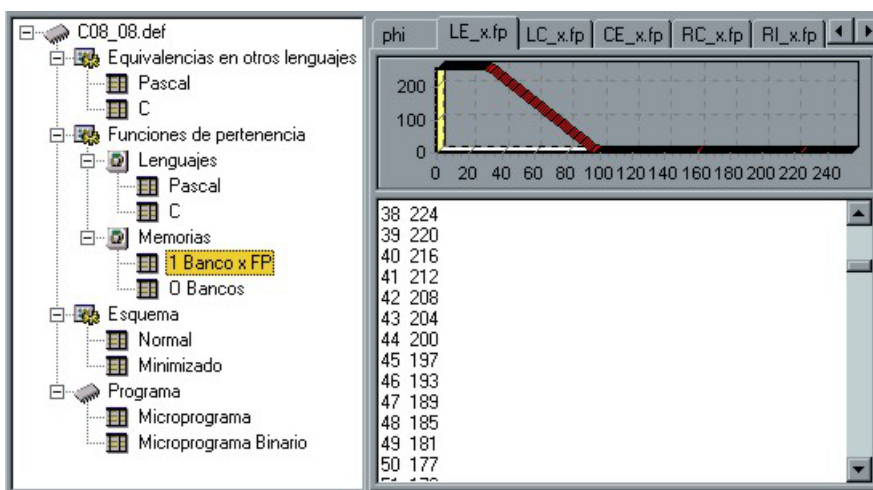 C08_08.def
Equivalencias en otros lenguajes
Pascal
C
Funciones de pertenencia
Lenguajes
Pascal
C
Memorias
1 Banco x FP
0 Bancos
Esquema
Normal
Minimizado
Programa
Microprograma
Microprograma Binario
phi LE_x.fp LC_x.fp CE_x.fp RC_x.fp RI_x.fp
200
100
0
0 20 40 60 80 100 120 140 160 180 200 220 240
38 224
39 220
40 216
41 212
42 208
43 204
44 200
45 197
46 193
47 189
48 185
49 181
50 177